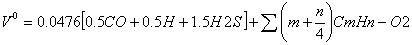 V⁰ = 0.0476[0.5CO + 0.5H + 1.5H2S] + ∑(m + n/4)CmHn - O2